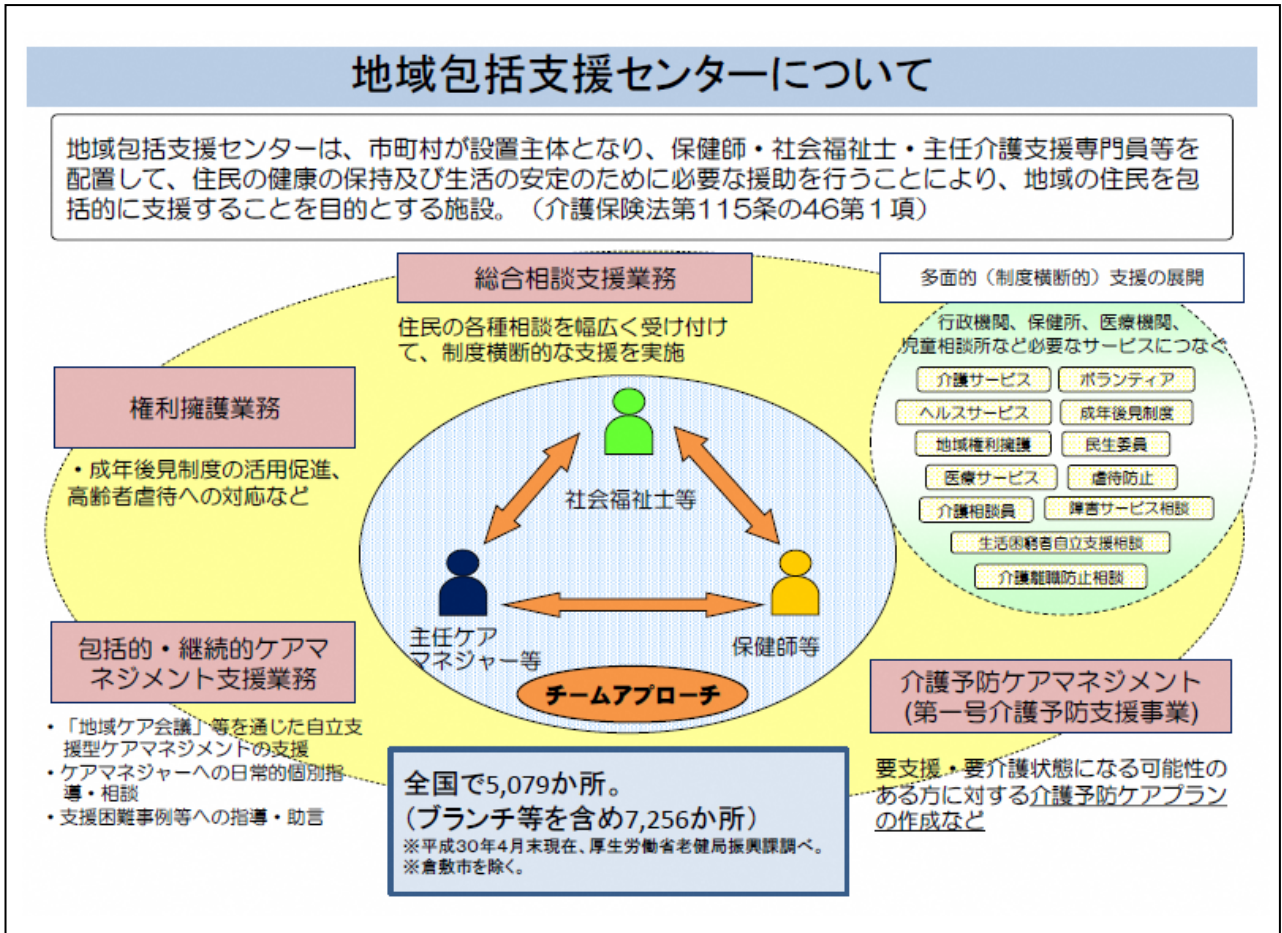 地域包括支援センターについて
地域包括支援センターは、市町村が設置主体となり、保健師・社会福祉士・主任介護支援専門員等を
配置して、住民の健康の保持及び生活の安定のために必要な援助を行うことにより、地域の住民を包
括的に支援することを目的とする施設。（介護保険法第115条の46第1項）
総合相談支援業務
住民の各種相談を幅広く受け付け
て、制度横断的な支援を実施
多面的（制度横断的）支援の展開
行政機関、保健所、医療機関、
児童相談所など必要なサービスにつなぐ
介護サービス
ボランティア
ヘルスサービス
成年後見制度
地域権利擁護
民生委員
医療サービス
虐待防止
介護相談員
障害サービス相談
生活困窮者自立支援相談
介護離職防止相談
権利擁護業務
・成年後見制度の活用促進、
高齢者虐待への対応など
社会福祉士等
主任ケア
マネジャー等
保健師等
チームアプローチ
包括的・継続的ケアマ
ネジメント支援業務
・「地域ケア会議」等を通じた自立支
援型ケアマネジメントの支援
・ケアマネジャーへの日常的個別指
導・相談
・支援困難事例等への指導・助言
全国で5,079か所。
（ブランチ等を含め7,256か所）
※平成30年4月末現在、厚生労働省老健局振興課調べ。
※倉敷市を除く。
介護予防ケアマネジメント
(第一号介護予防支援事業)
要支援・要介護状態になる可能性の
ある方に対する介護予防ケアプラン
の作成など